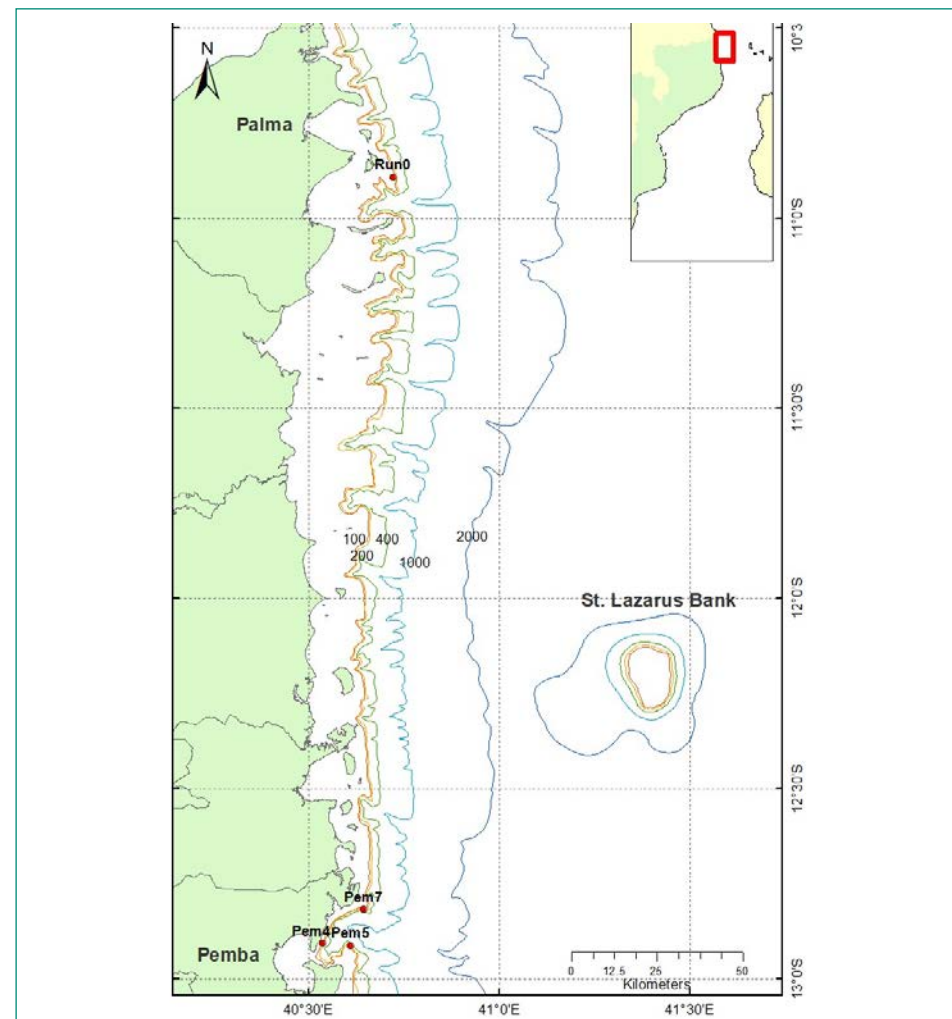 N
Palma
Run0
100 400
200
1000
2000
St. Lazarus Bank
Pem7
Pem4
Pem5
Pemba
0 12.5 25 50
Kilometers
10°3
11°0'S
11°30'S
12°0'S
12°30'S
13°0'S
40°30'E
41°0'E
41°30'E